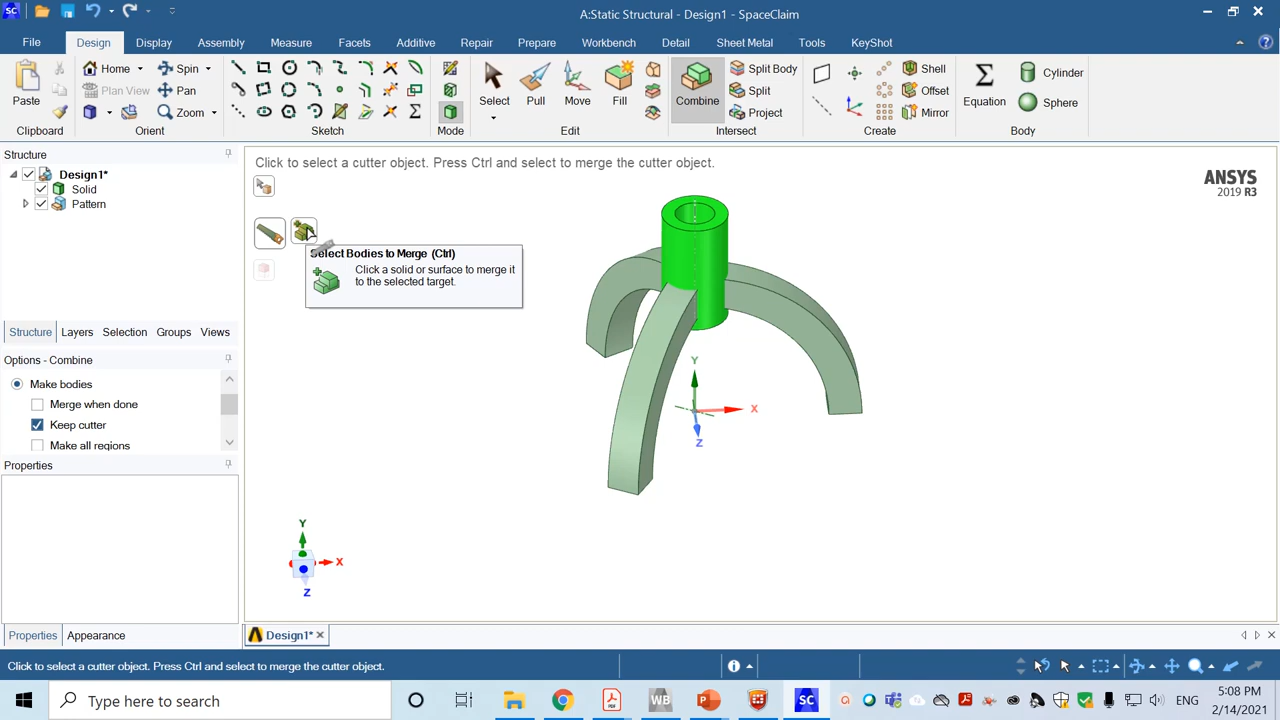 SC
A:Static Structural - Design1 - SpaceClaim
File
Design
Display
Assembly
Measure
Facets
Additive
Repair
Prepare
Workbench
Detail
Sheet Metal
Tools
KeyShot
Paste
Home
Plan View
Spin
Pan
Zoom
Select
Pull
Move
Fill
Combine
Split Body
Split
Project
Shell
Offset
Mirror
Equation
Cylinder
Sphere
Clipboard
Orient
Sketch
Mode
Edit
Intersect
Create
Body
Structure
Design1*
Solid
Pattern
Click to select a cutter object. Press Ctrl and select to merge the cutter object.
ANSYS
2019 R3
Select Bodies to Merge (Ctrl)
Click a solid or surface to merge it
to the selected target.
Structure
Layers
Selection
Groups
Views
Options - Combine
Make bodies
Merge when done
Keep cutter
Make all regions
Properties
Y
X
Z
Y
X
Z
Properties
Appearance
Design1*
Click to select a cutter object. Press Ctrl and select to merge the cutter object.
Type here to search
WB
SC
ENG
5:08 PM
2/14/2021